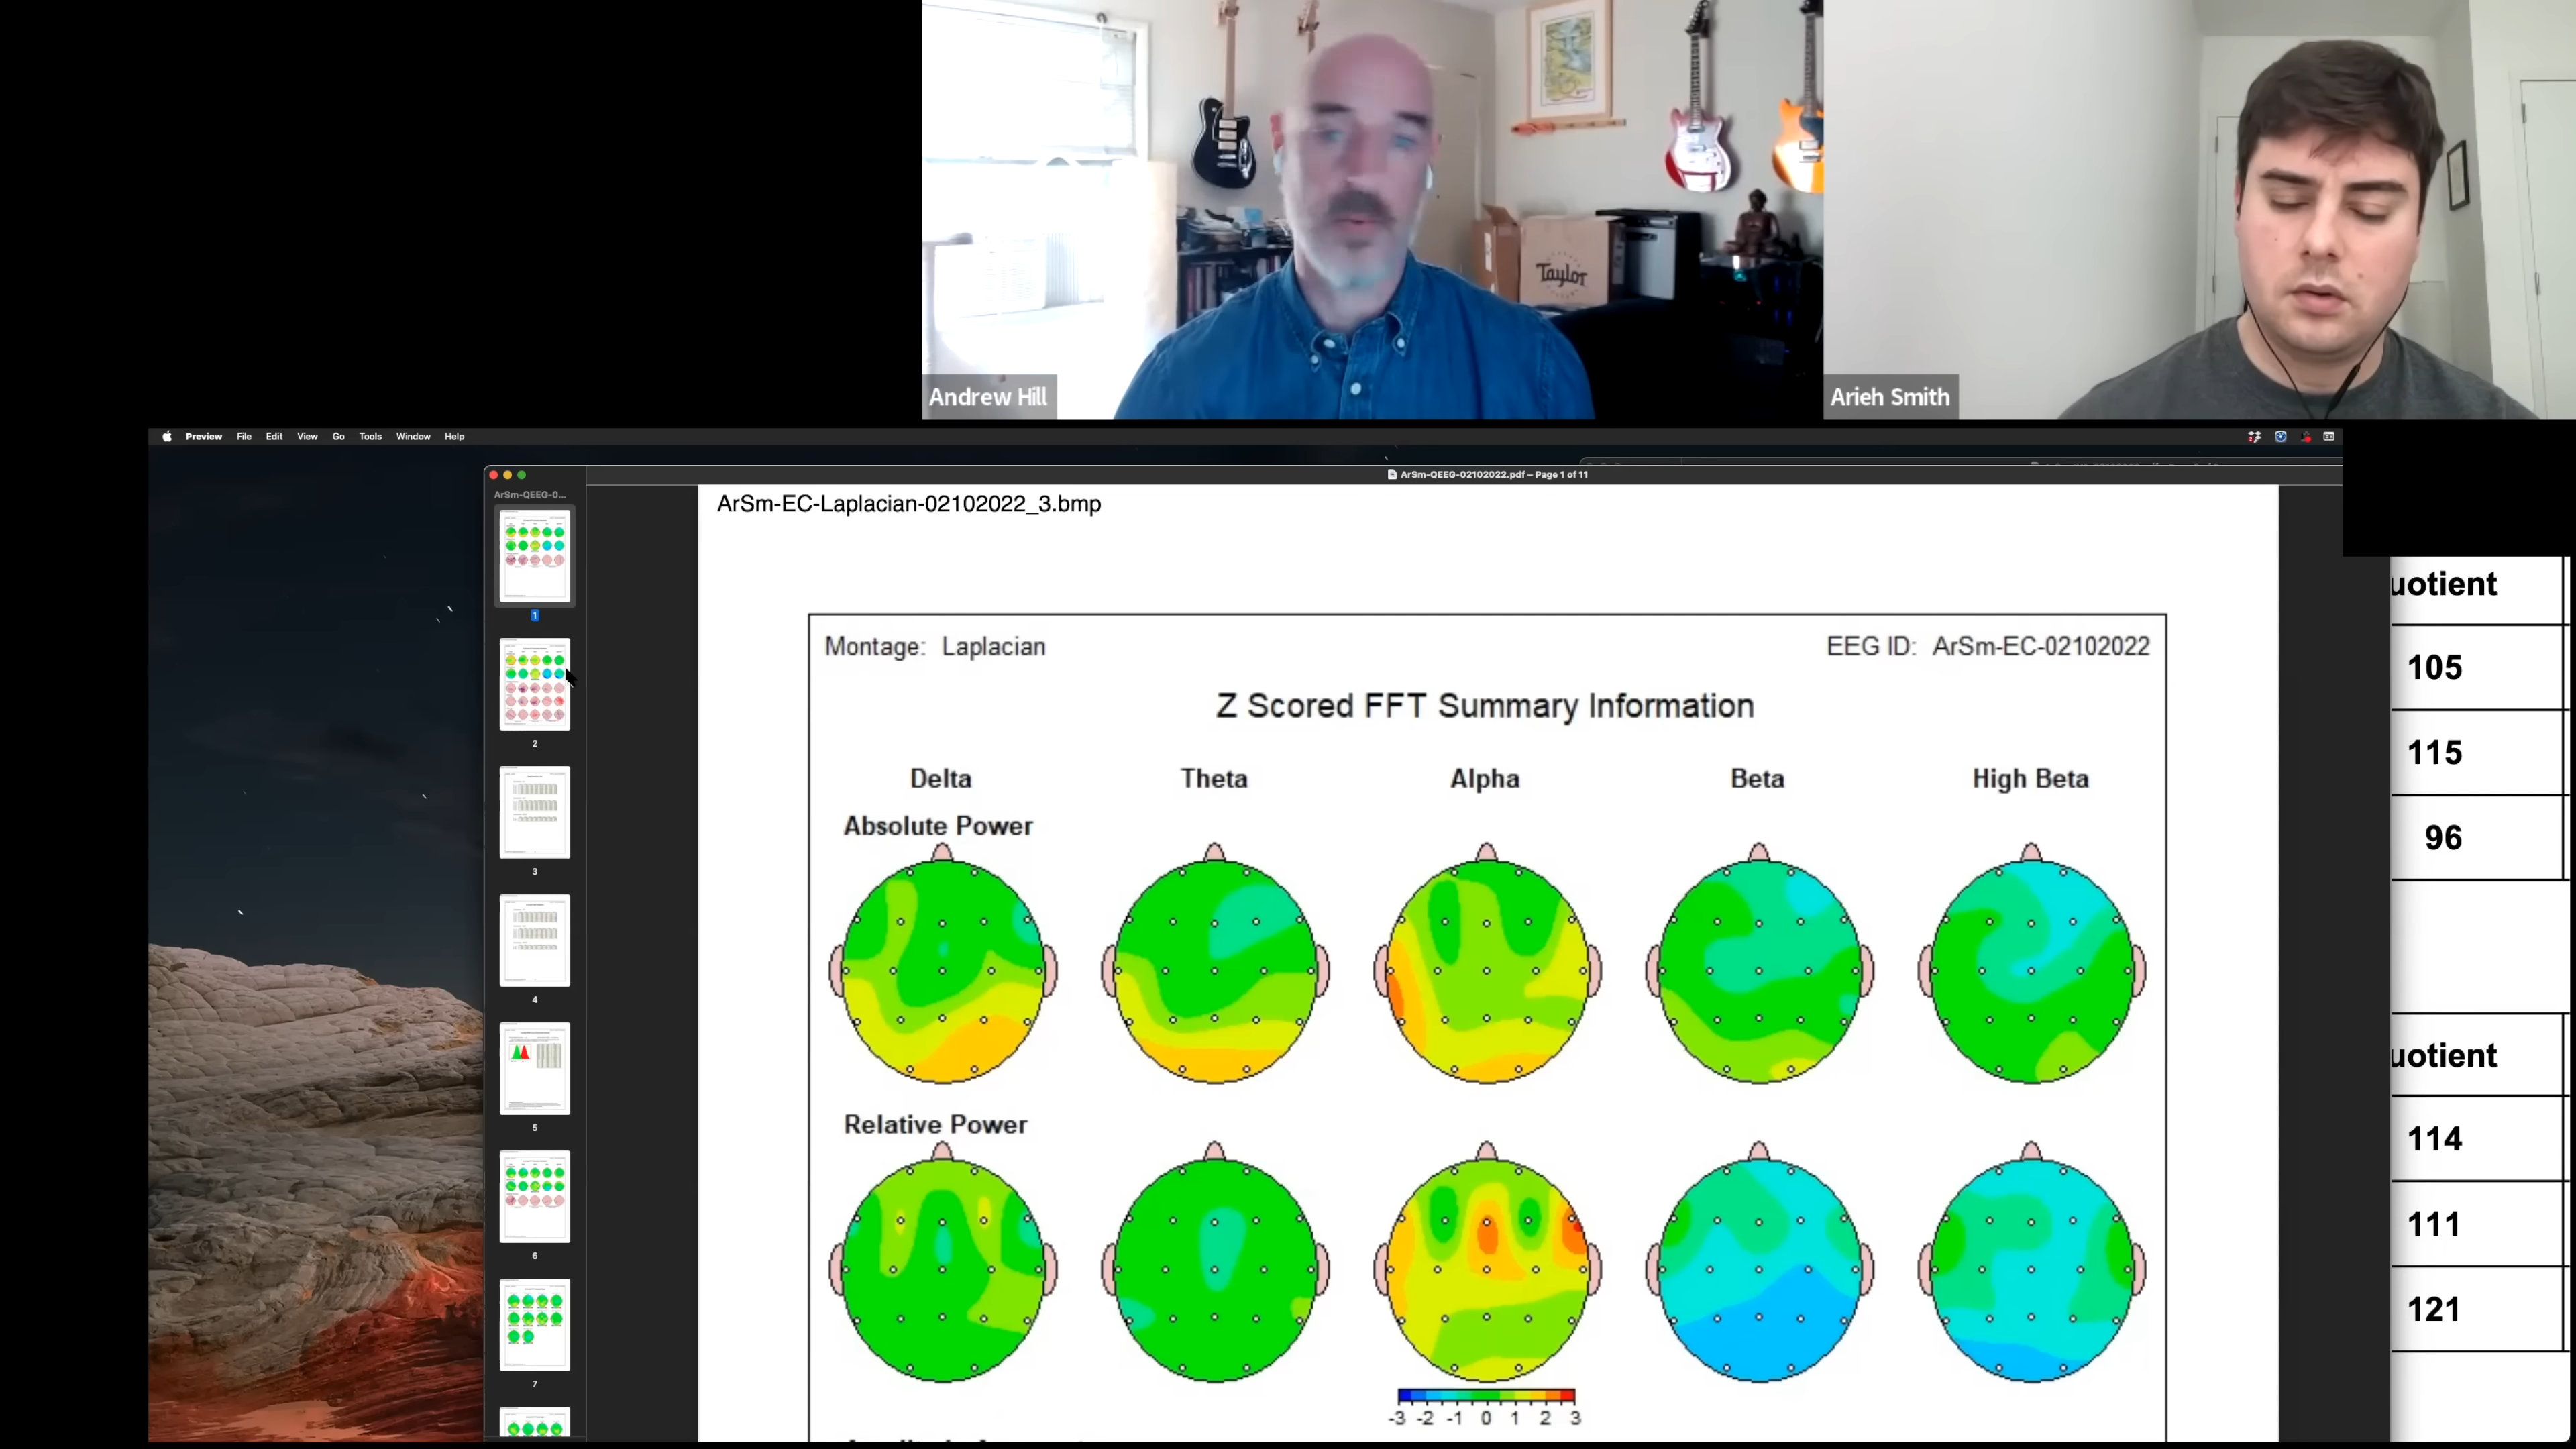 Taylor
Andrew Hill
Arieh Smith
Preview File Edit View Go Tools Window Help
ArSm-QEEG-0...
ArSm-QEEG-02102022.pdf – Page 1 of 11
ArSm-EC-Laplacian-02102022_3.bmp
1
2
3
4
5
6
7
Montage: Laplacian
EEG ID: ArSm-EC-02102022
Z Scored FFT Summary Information
Delta Theta Alpha Beta High Beta
Absolute Power
Relative Power
-3 -2 -1 0 1 2 3
uotient
105
115
96
uotient
114
111
121